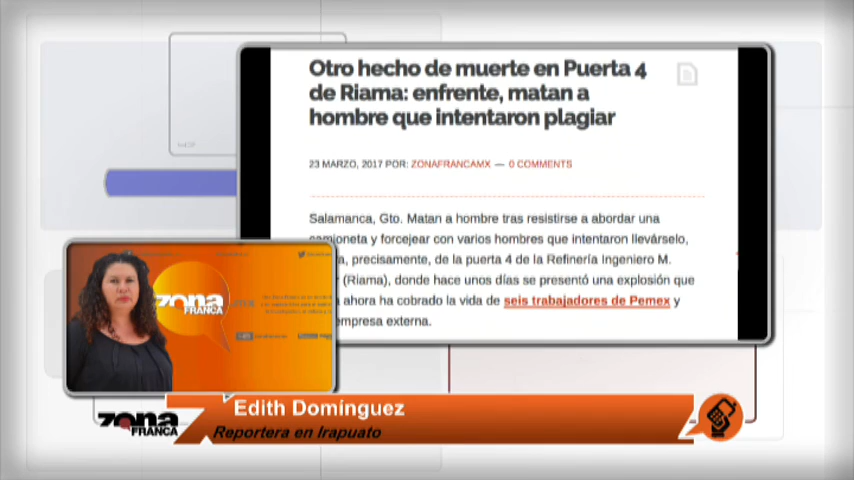 Otro hecho de muerte en Puerta 4
de Riama: enfrente, matan a
hombre que intentaron plagiar
23 MARZO, 2017 POR: ZONAFRANCAMX — 0 COMMENTS
Salamanca, Gto. Matan a hombre tras resistirse a abordar una
camioneta y forcejear con varios hombres que intentaron llevárselo,
precisamente, de la puerta 4 de la Refinería Ingeniero M.
(Riama), donde hace unos días se presentó una explosión que
ahora ha cobrado la vida de seis trabajadores de Pemex y
empresa externa.
zona
FRANCA
Edith Domínguez
Reportera en Irapuato
zona
FRANCA